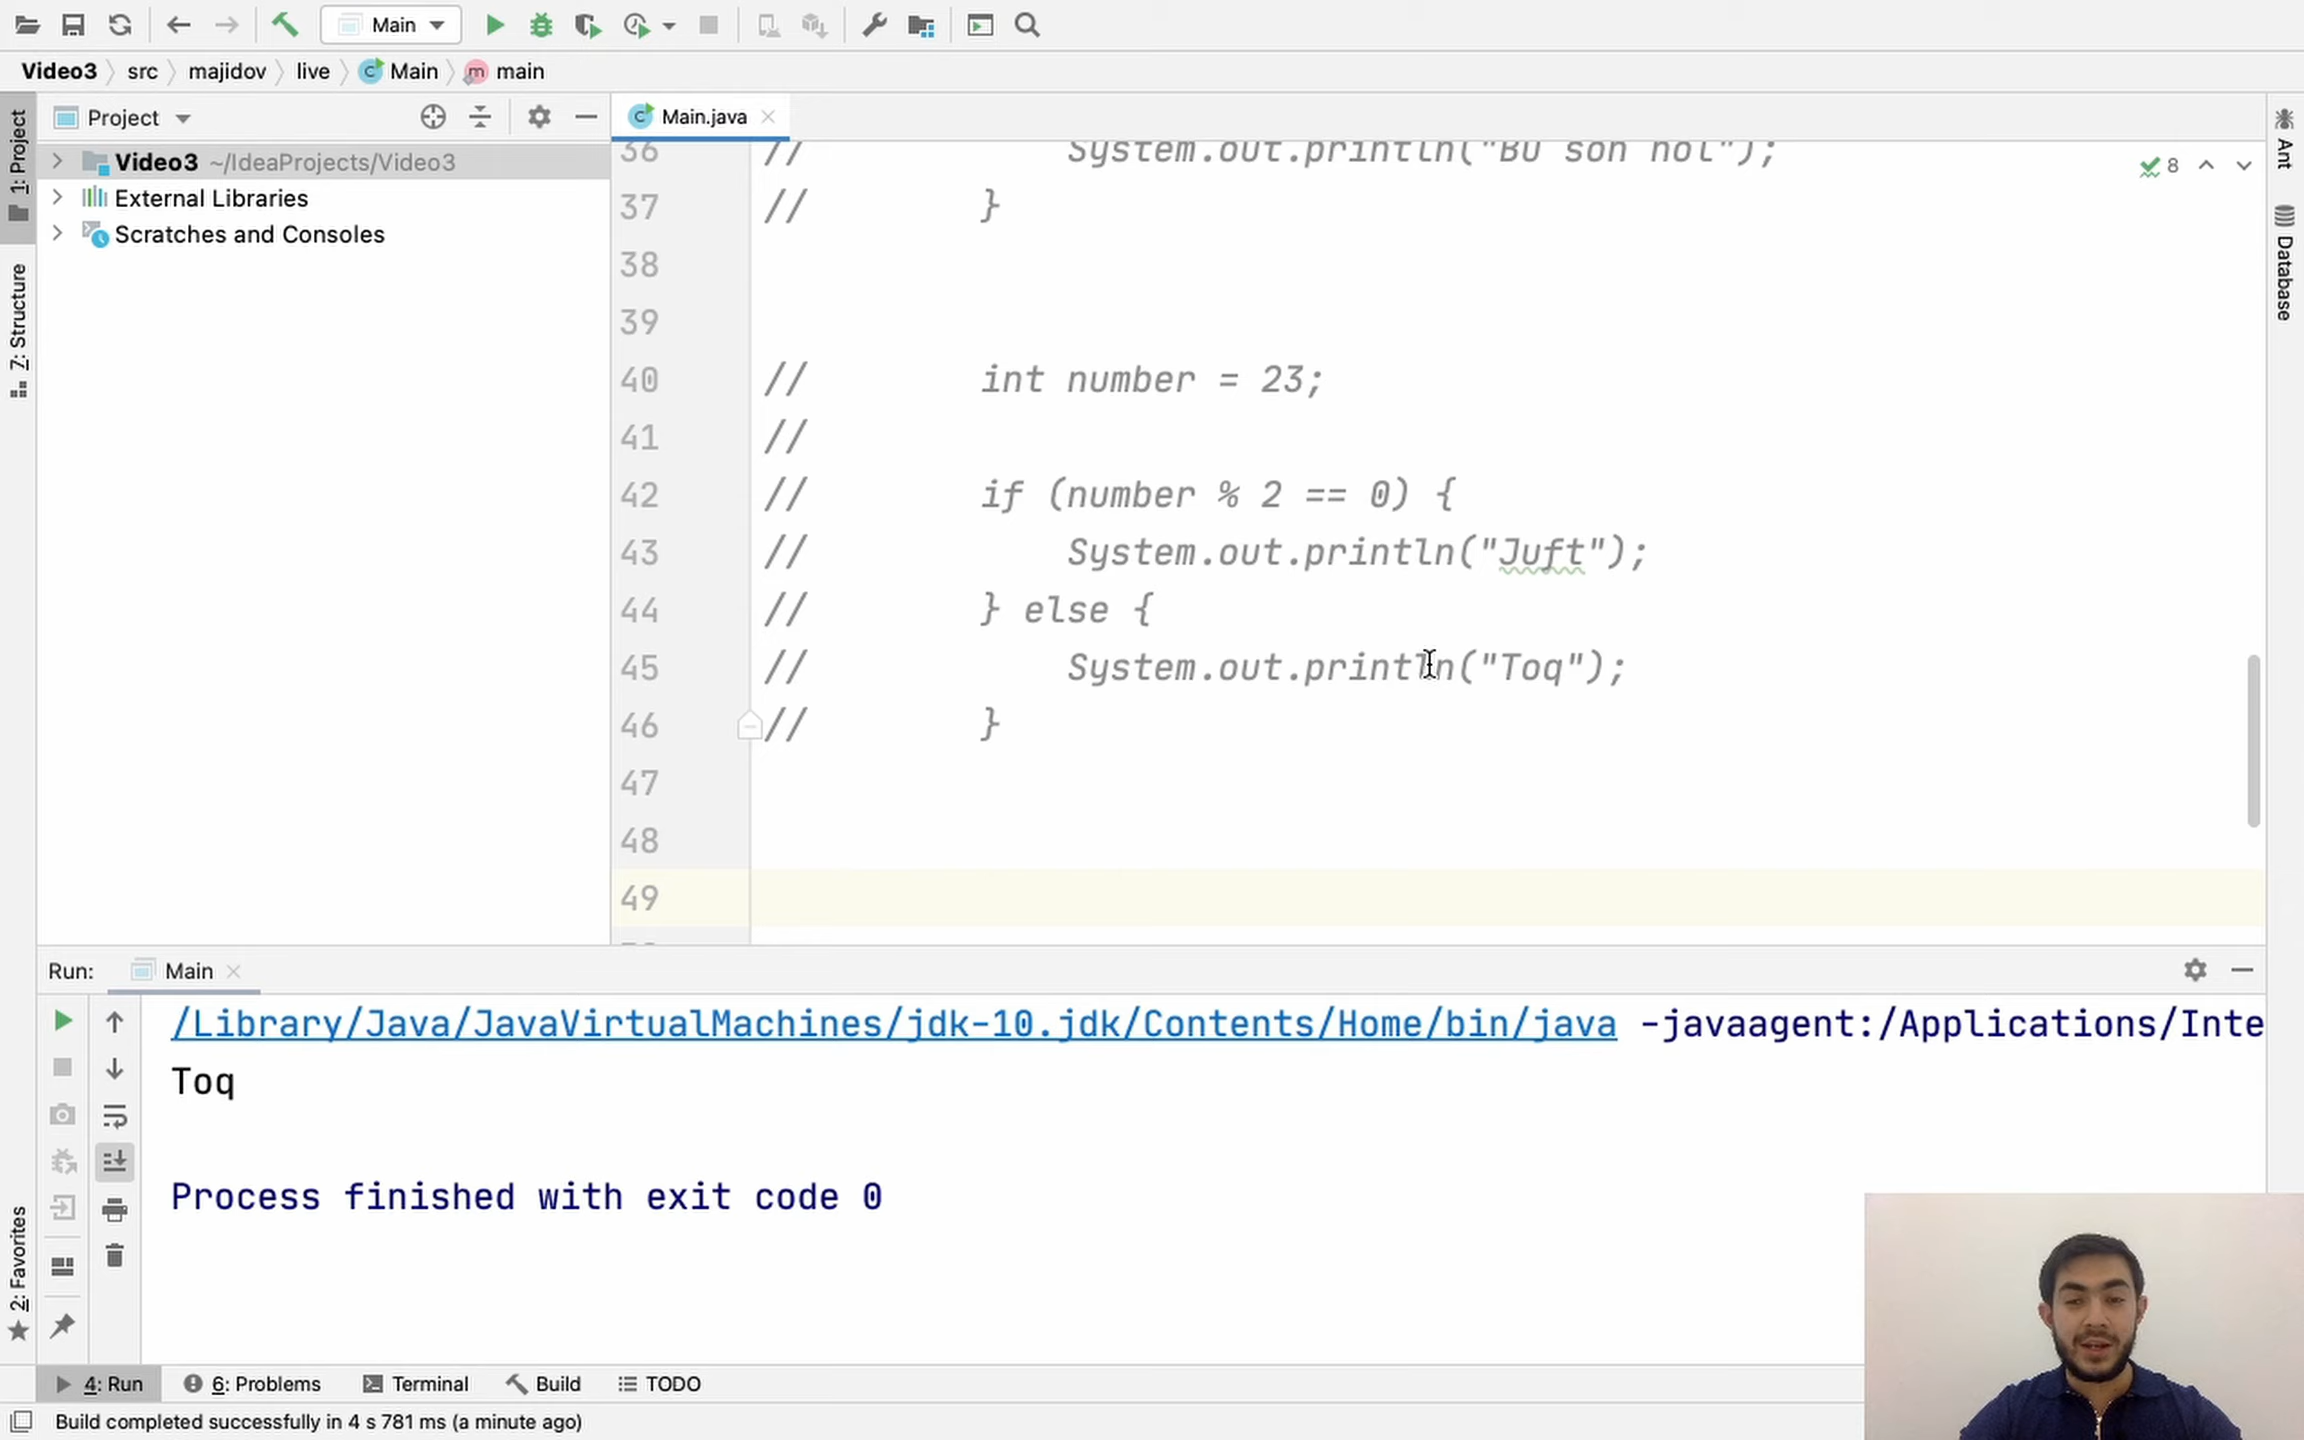 Main
Video3 src majidov live Main main
Project
Main.java
1: Project
7: Structure
2: Favorites
Video3 ~/IdeaProjects/Video3
External Libraries
Scratches and Consoles
36 // System.out.println("Bu son nol");
37 // }
38
39
40 // int number = 23;
41 //
42 // if (number % 2 == 0) {
43 // System.out.println("Juft");
44 // } else {
45 // System.out.println("Toq");
46 // }
47
48
49
8
Ant
Database
Run: Main
/Library/Java/JavaVirtualMachines/jdk-10.jdk/Contents/Home/bin/java -javaagent:/Applications/Inte
Toq
Process finished with exit code 0
4: Run 6: Problems Terminal Build TODO
Build completed successfully in 4 s 781 ms (a minute ago)